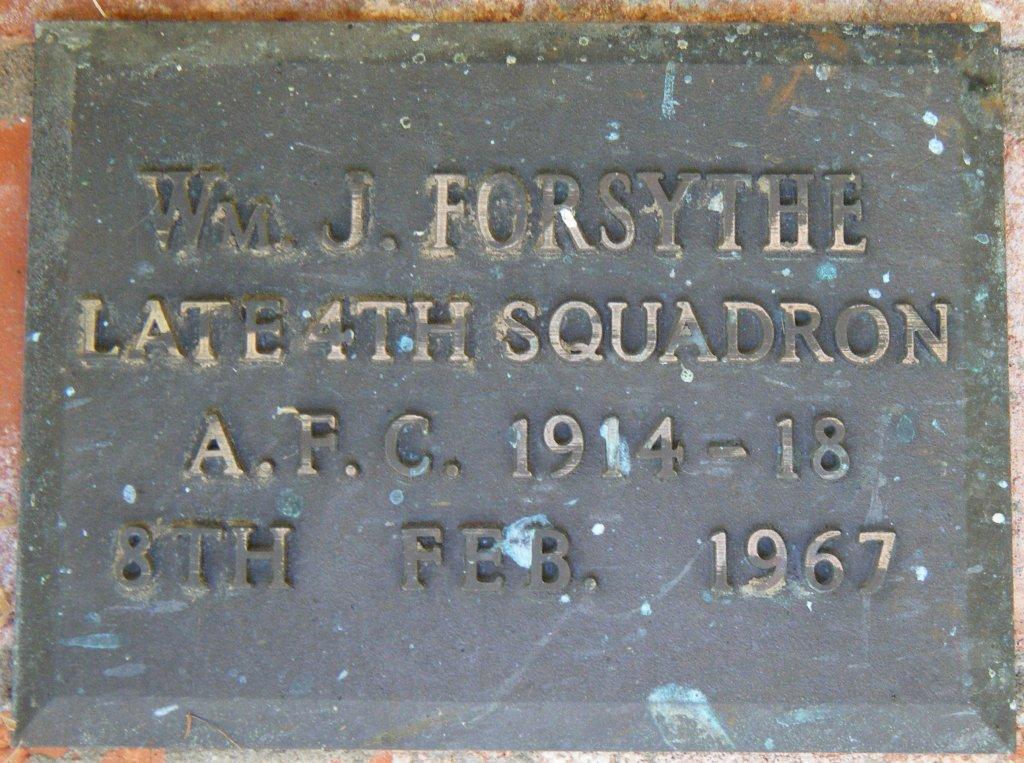 WM. J. FORSYTHE
LATE 4TH SQUADRON
A.F.C. 1914-18
8TH FEB. 1967